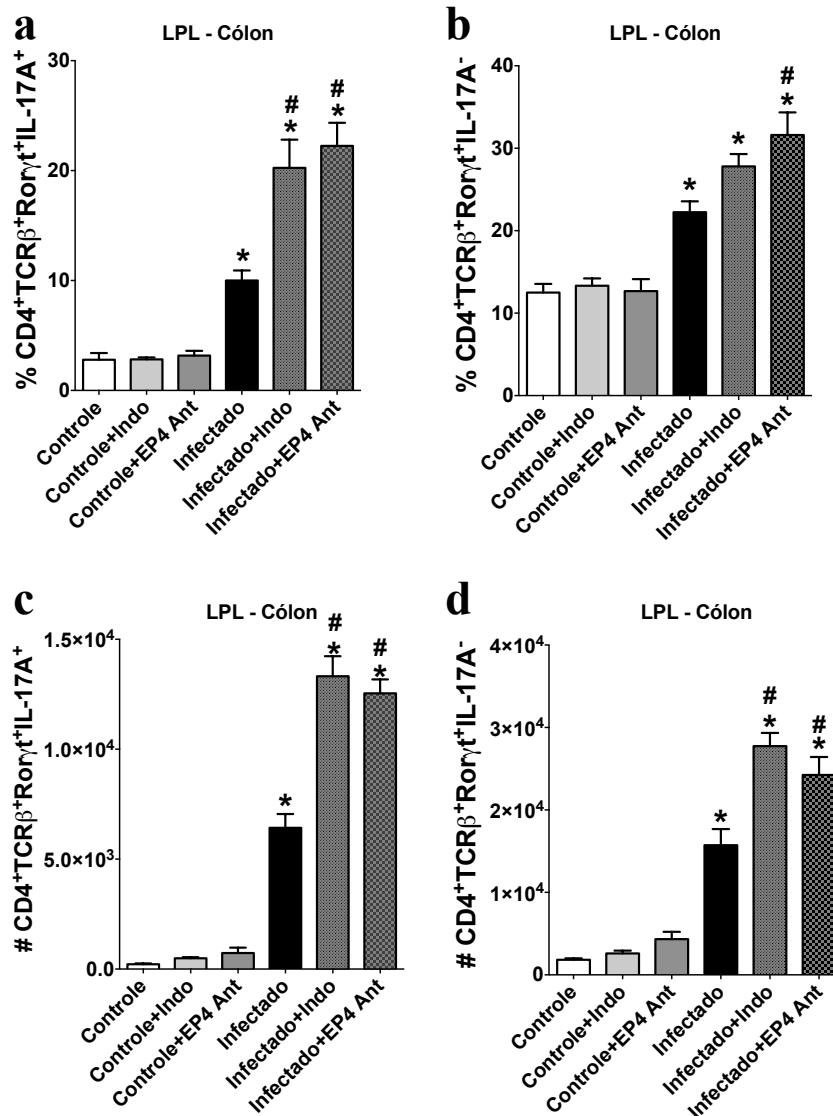 a
LPL - Cólon
% CD4⁺TCRβ⁺Rorγt⁺IL-17A⁺
30
20
10
0
*
#
*
#
*
Controle
Controle+Indo
Controle+EP4 Ant
Infectado
Infectado+Indo
Infectado+EP4 Ant
b
LPL - Cólon
% CD4⁺TCRβ⁺Rorγt⁺IL-17A⁻
40
30
20
10
0
*
*
#
*
Controle
Controle+Indo
Controle+EP4 Ant
Infectado
Infectado+Indo
Infectado+EP4 Ant
c
LPL - Cólon
# CD4⁺TCRβ⁺Rorγt⁺IL-17A⁺
1.5×10⁴
1.0×10⁴
5.0×10³
0.0
*
#
*
#
*
Controle
Controle+Indo
Controle+EP4 Ant
Infectado
Infectado+Indo
Infectado+EP4 Ant
d
LPL - Cólon
# CD4⁺TCRβ⁺Rorγt⁺IL-17A⁻
4×10⁴
3×10⁴
2×10⁴
1×10⁴
0
*
#
*
#
*
Controle
Controle+Indo
Controle+EP4 Ant
Infectado
Infectado+Indo
Infectado+EP4 Ant